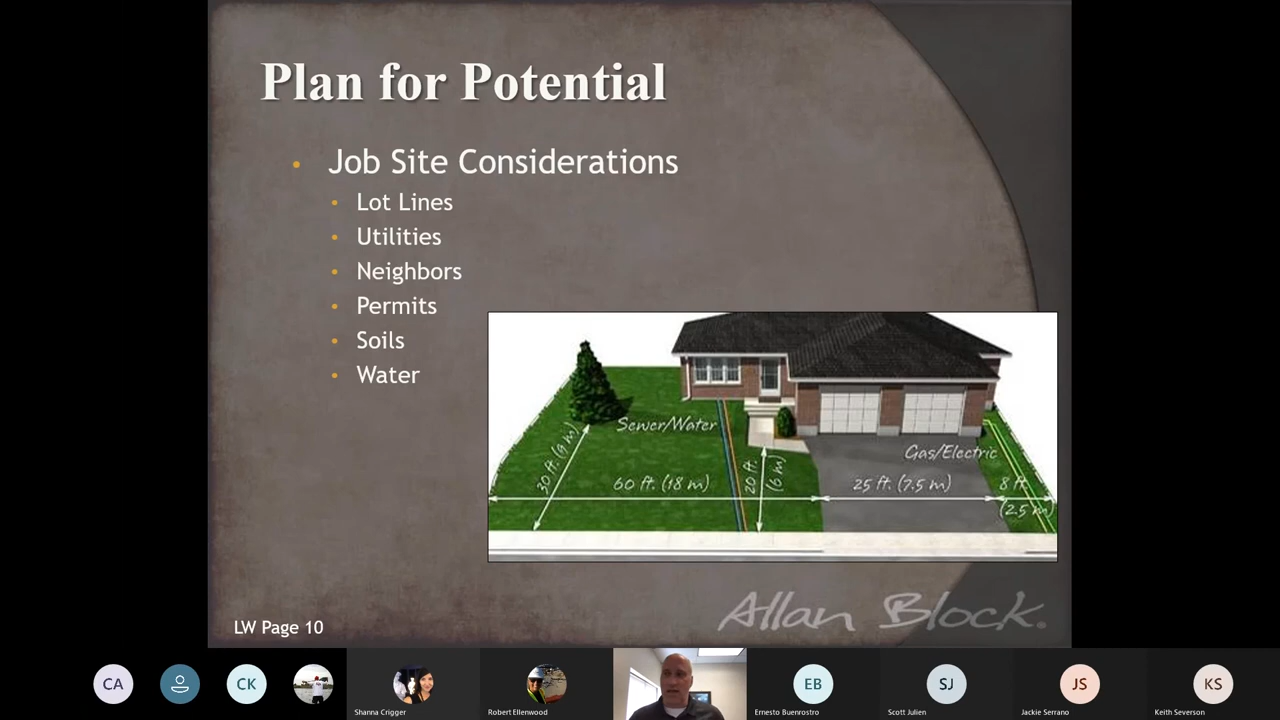 Plan for Potential
• Job Site Considerations
• Lot Lines
• Utilities
• Neighbors
• Permits
• Soils
• Water
Sewer/Water
Gas/Electric
30 ft. (9 m)
60 ft. (18 m)
20 ft.
(6 m)
25 ft. (7.5 m)
8 ft.
(2.5 m)
Allan Block.
LW Page 10
CA
CK
EB
SJ
JS
KS
Shanna Crigger
Robert Ellenwood
Ernesto Buenrostro
Scott Julien
Jackie Serrano
Keith Severson